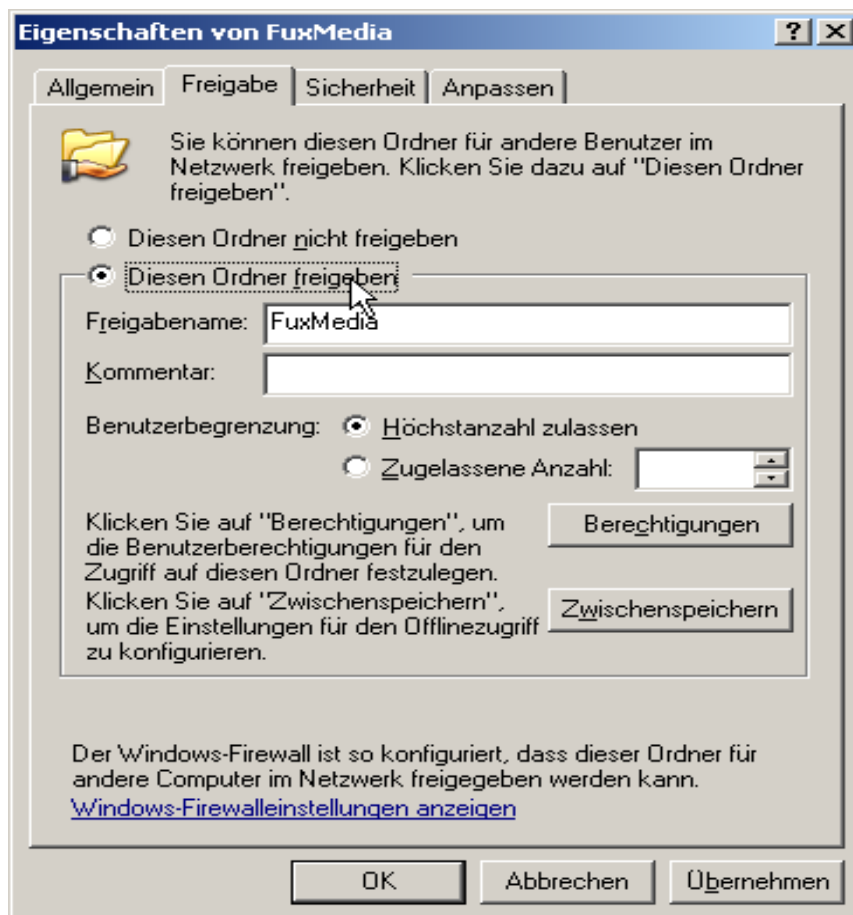 Eigenschaften von FuxMedia
Allgemein Freigabe Sicherheit Anpassen
Sie können diesen Ordner für andere Benutzer im
Netzwerk freigeben. Klicken Sie dazu auf "Diesen Ordner
freigeben".
Diesen Ordner nicht freigeben
Diesen Ordner freigeben
Freigabename: FuxMedia
Kommentar:
Benutzerbegrenzung: Höchstanzahl zulassen
Zugelassene Anzahl:
Klicken Sie auf "Berechtigungen", um
die Benutzerberechtigungen für den
Zugriff auf diesen Ordner festzulegen.
Berechtigungen
Klicken Sie auf "Zwischenspeichern",
um die Einstellungen für den Offlinezugriff
zu konfigurieren.
Zwischenspeichern
Der Windows-Firewall ist so konfiguriert, dass dieser Ordner für
andere Computer im Netzwerk freigegeben werden kann.
Windows-Firewalleinstellungen anzeigen
OK Abbrechen Übernehmen